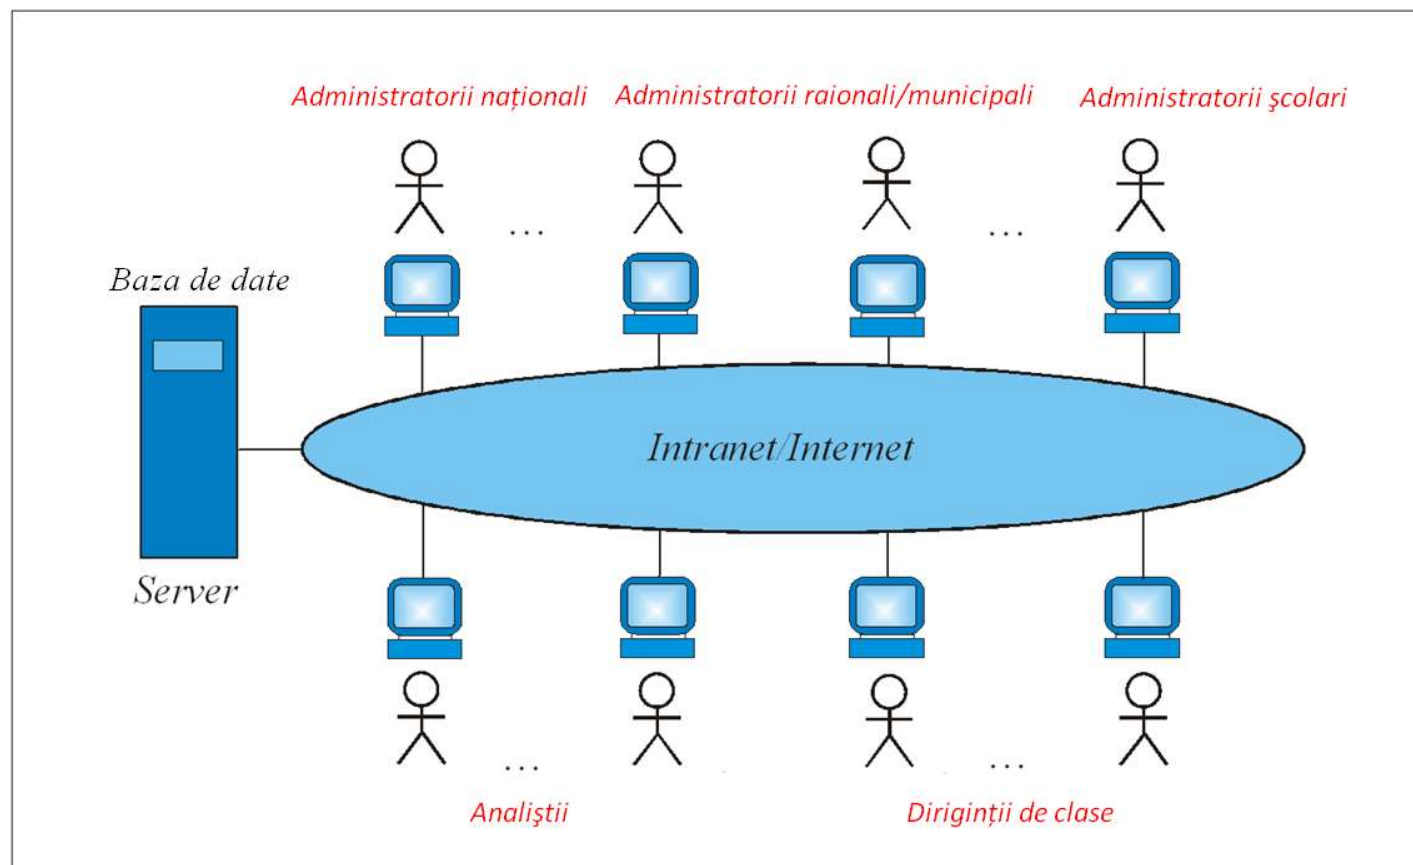 Administratorii naționali
Administratorii raionali/municipali
Administratorii şcolari
...
...
Baza de date
Intranet/Internet
Server
...
...
Analiştii
Diriginții de clase